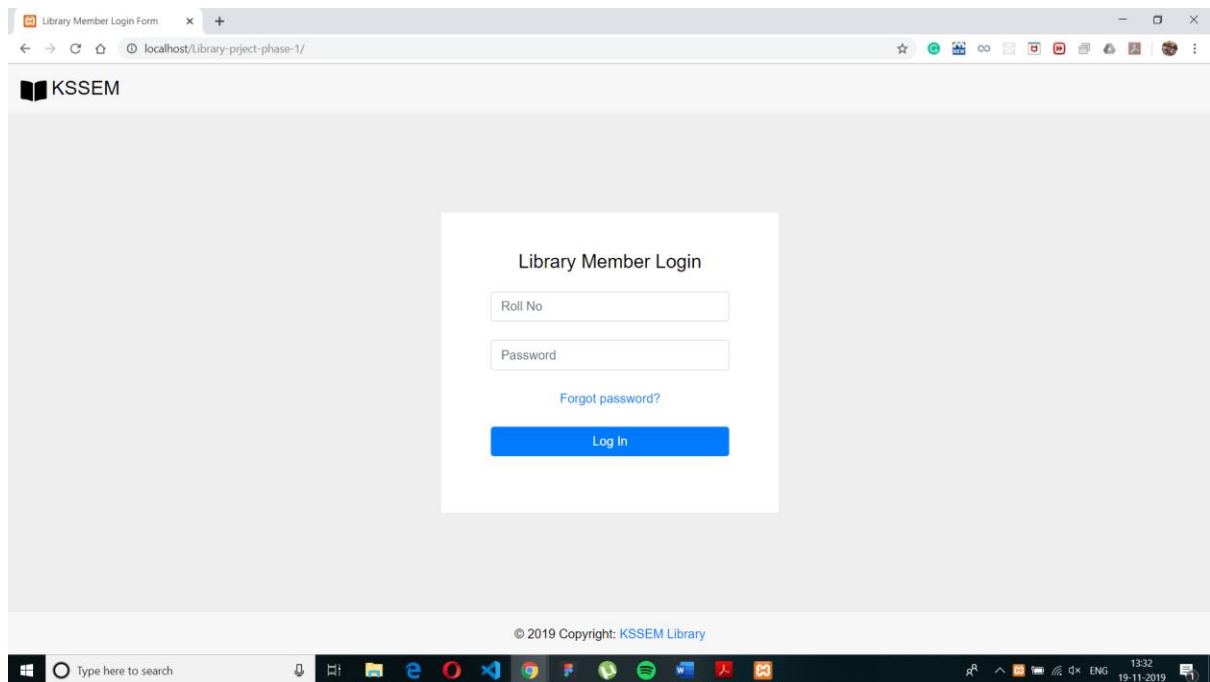 Library Member Login Form
localhost/Library-prject-phase-1/
KSSEM
Library Member Login
Roll No
Password
Forgot password?
Log In
© 2019 Copyright: KSSEM Library
Type here to search
ENG
13:32
19-11-2019